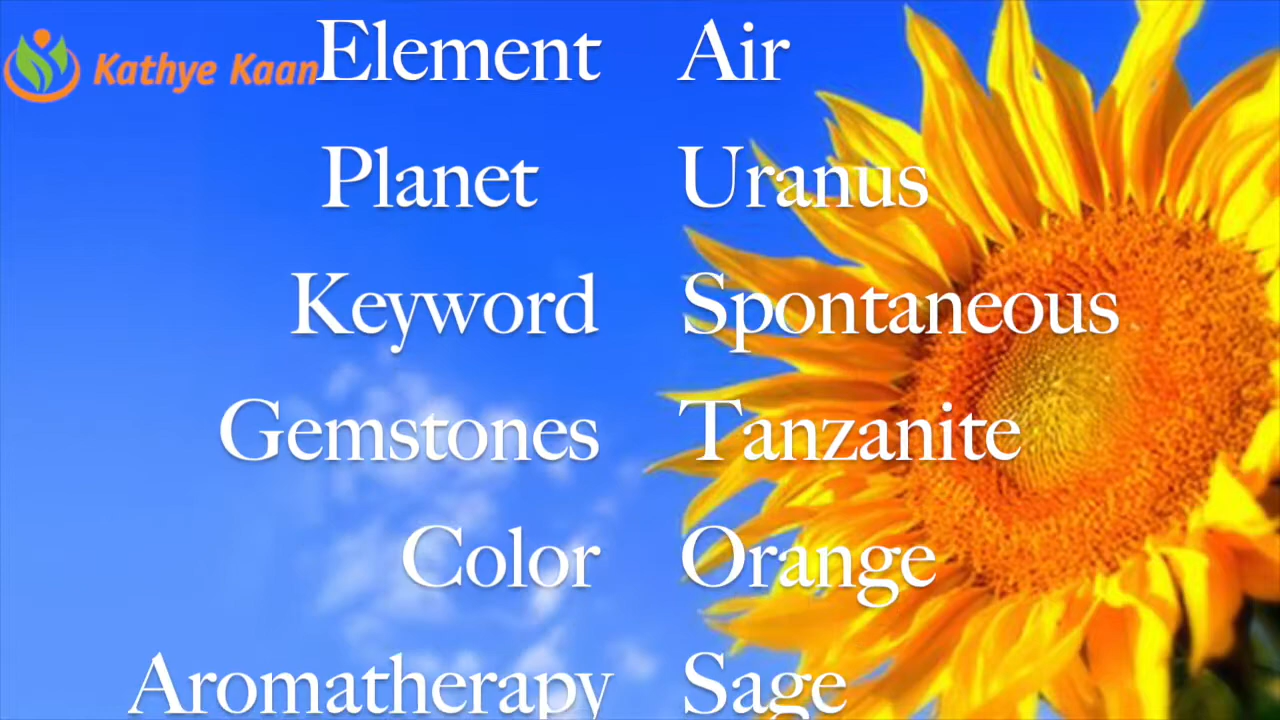 Kathye Kaan
Element Air
Planet Uranus
Keyword Spontaneous
Gemstones Tanzanite
Color Orange
Aromatherapy Sage